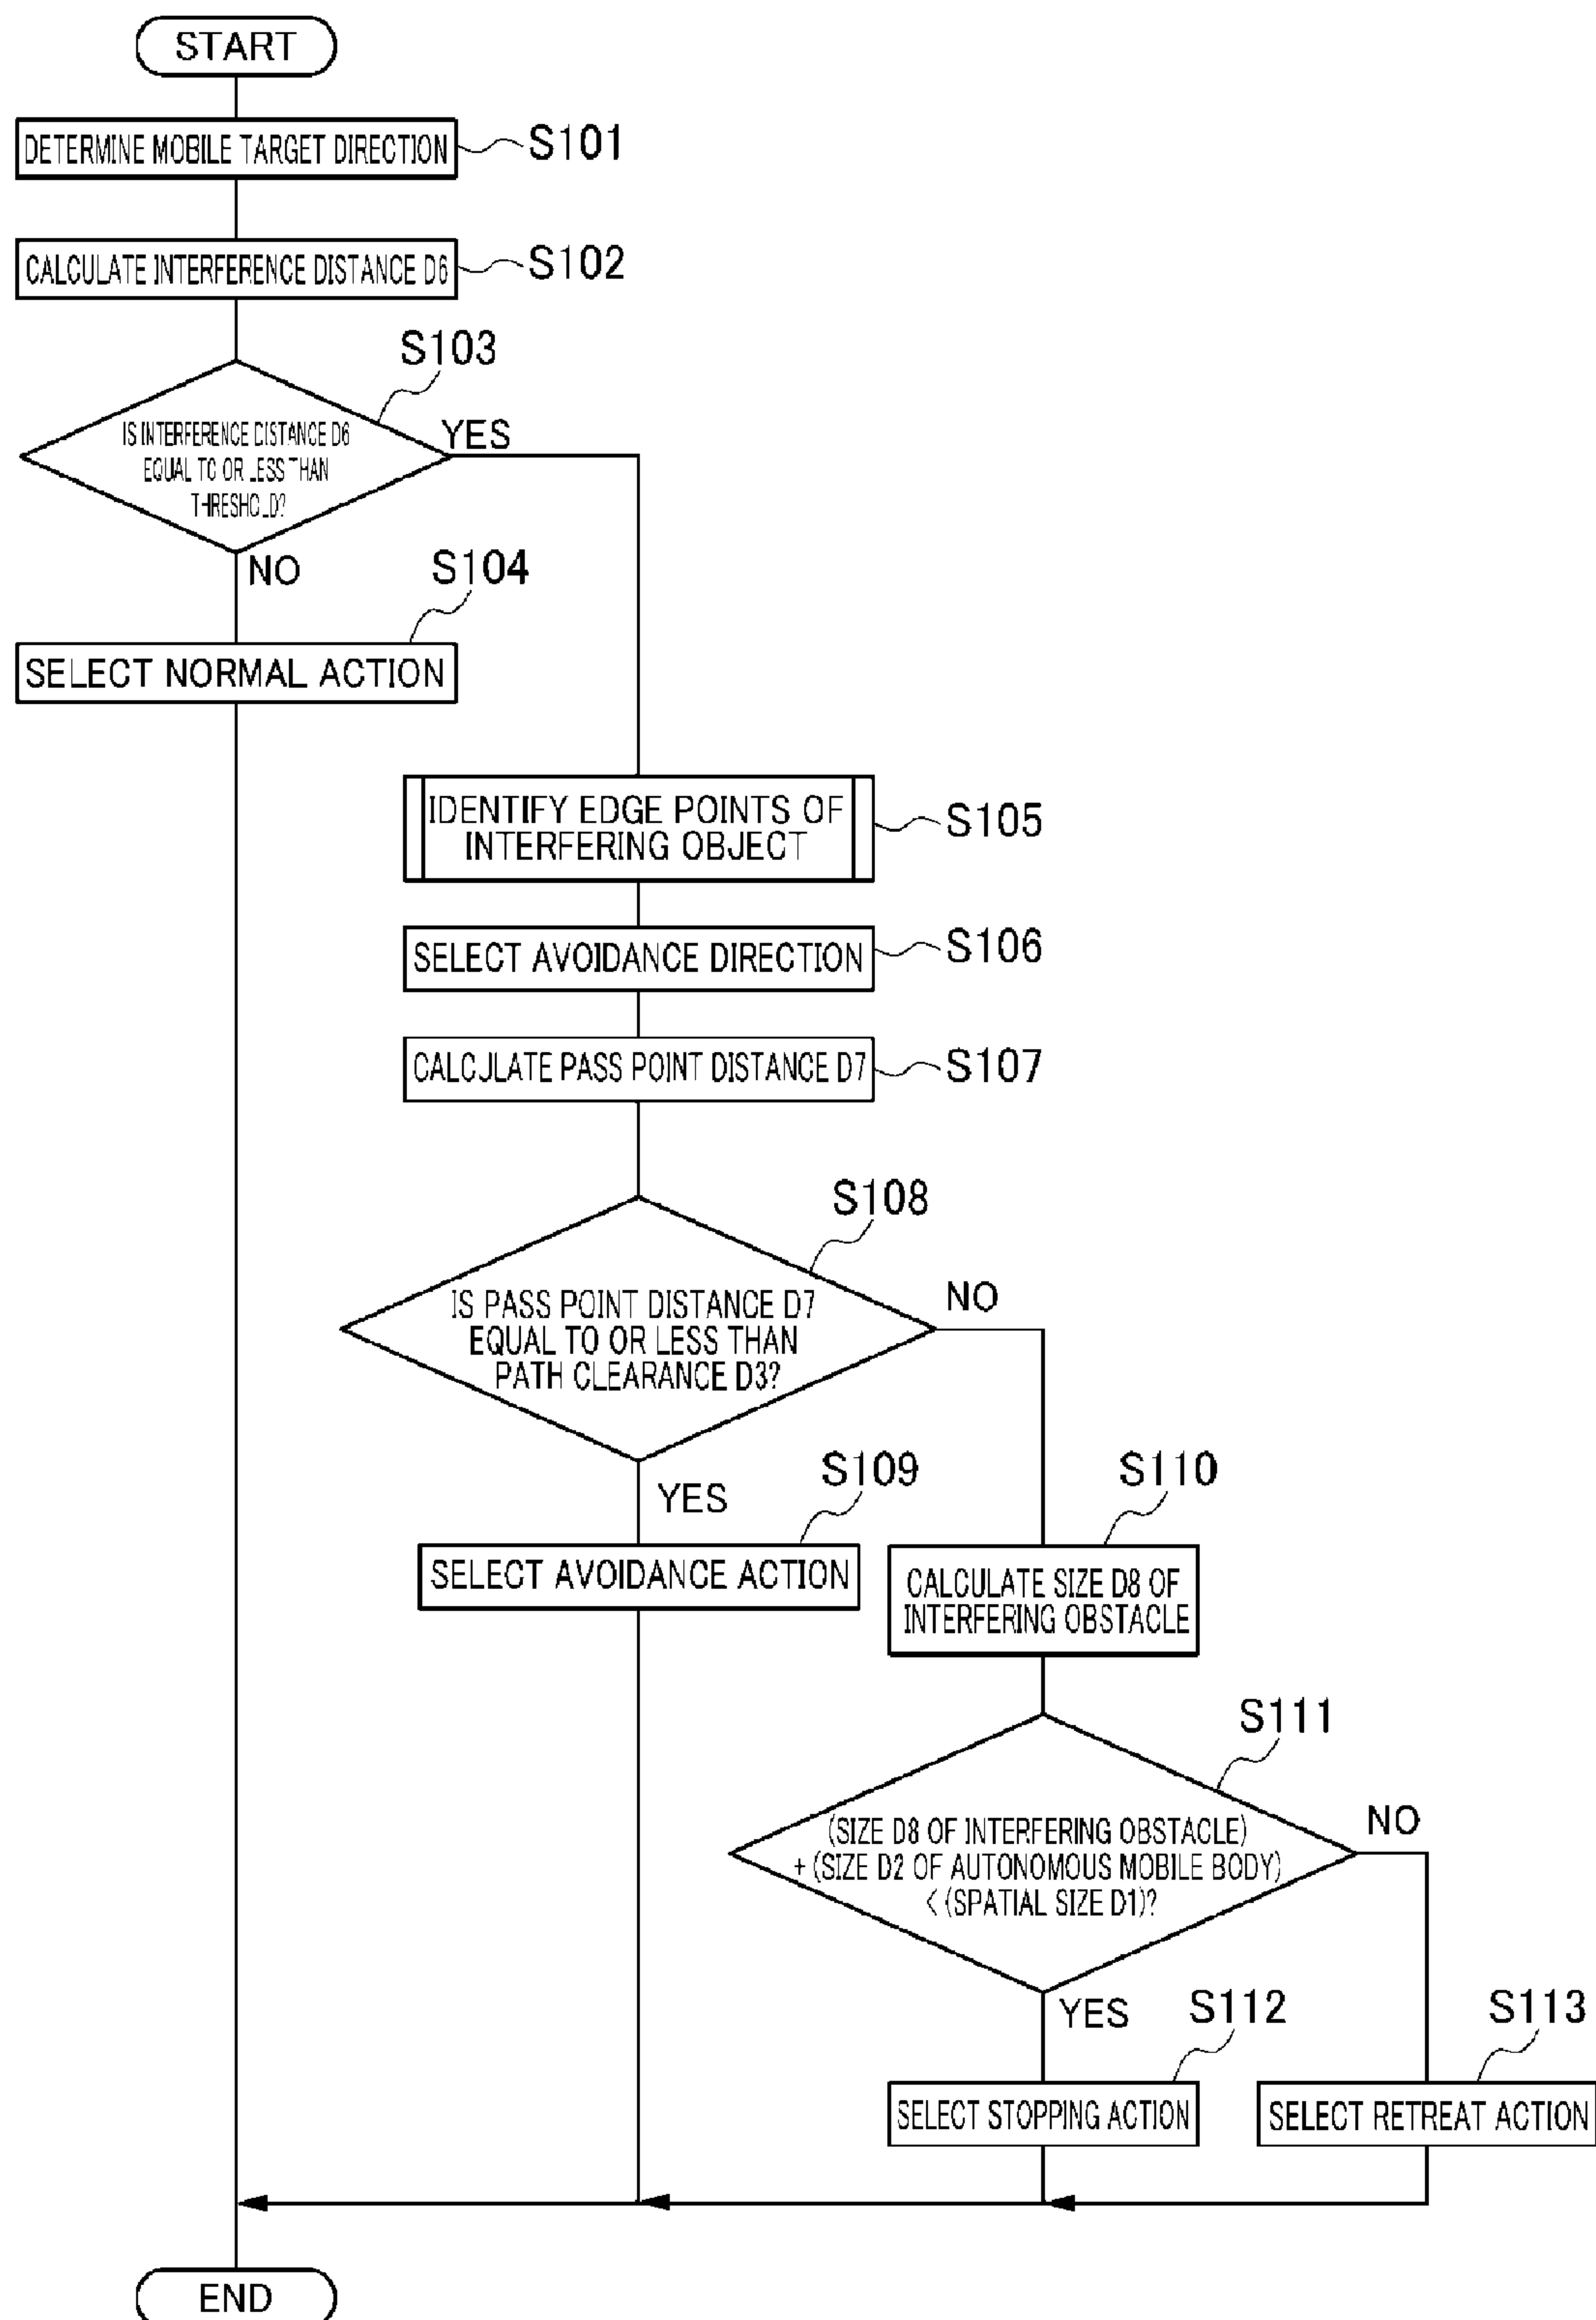 START
DETERMINE MOBILE TARGET DIRECTION
S101
CALCULATE INTERFERENCE DISTANCE D6
S102
S103
IS INTERFERENCE DISTANCE D6
EQUAL TO OR LESS THAN
THRESHOLD?
YES
NO
S104
SELECT NORMAL ACTION
IDENTIFY EDGE POINTS OF
INTERFERING OBJECT
S105
SELECT AVOIDANCE DIRECTION
S106
CALCULATE PASS POINT DISTANCE D7
S107
S108
IS PASS POINT DISTANCE D7
EQUAL TO OR LESS THAN
PATH CLEARANCE D3?
NO
YES
S109
SELECT AVOIDANCE ACTION
S110
CALCULATE SIZE D8 OF
INTERFERING OBSTACLE
S111
(SIZE D8 OF INTERFERING OBSTACLE)
+ (SIZE D2 OF AUTONOMOUS MOBILE BODY)
< (SPATIAL SIZE D1)?
NO
YES
S112
SELECT STOPPING ACTION
S113
SELECT RETREAT ACTION
END